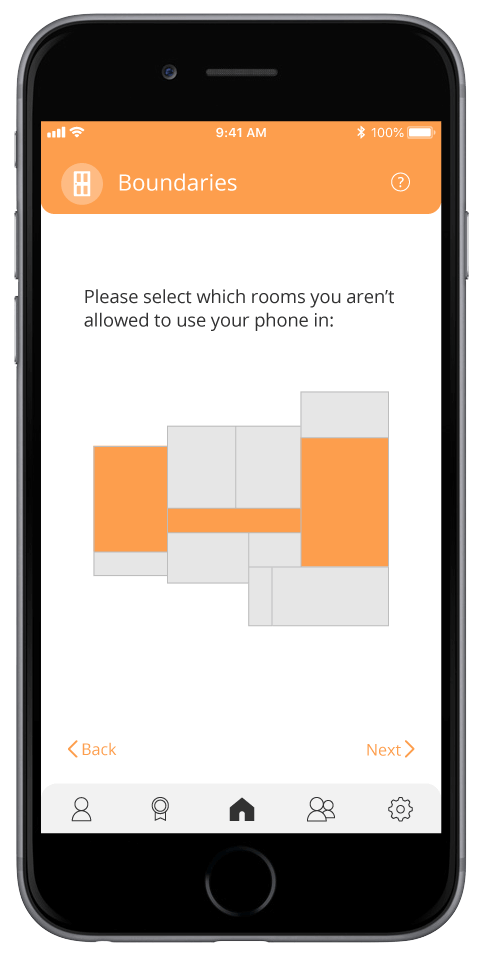 9:41 AM
100%
Boundaries
?
Please select which rooms you aren’t
allowed to use your phone in:
Back
Next